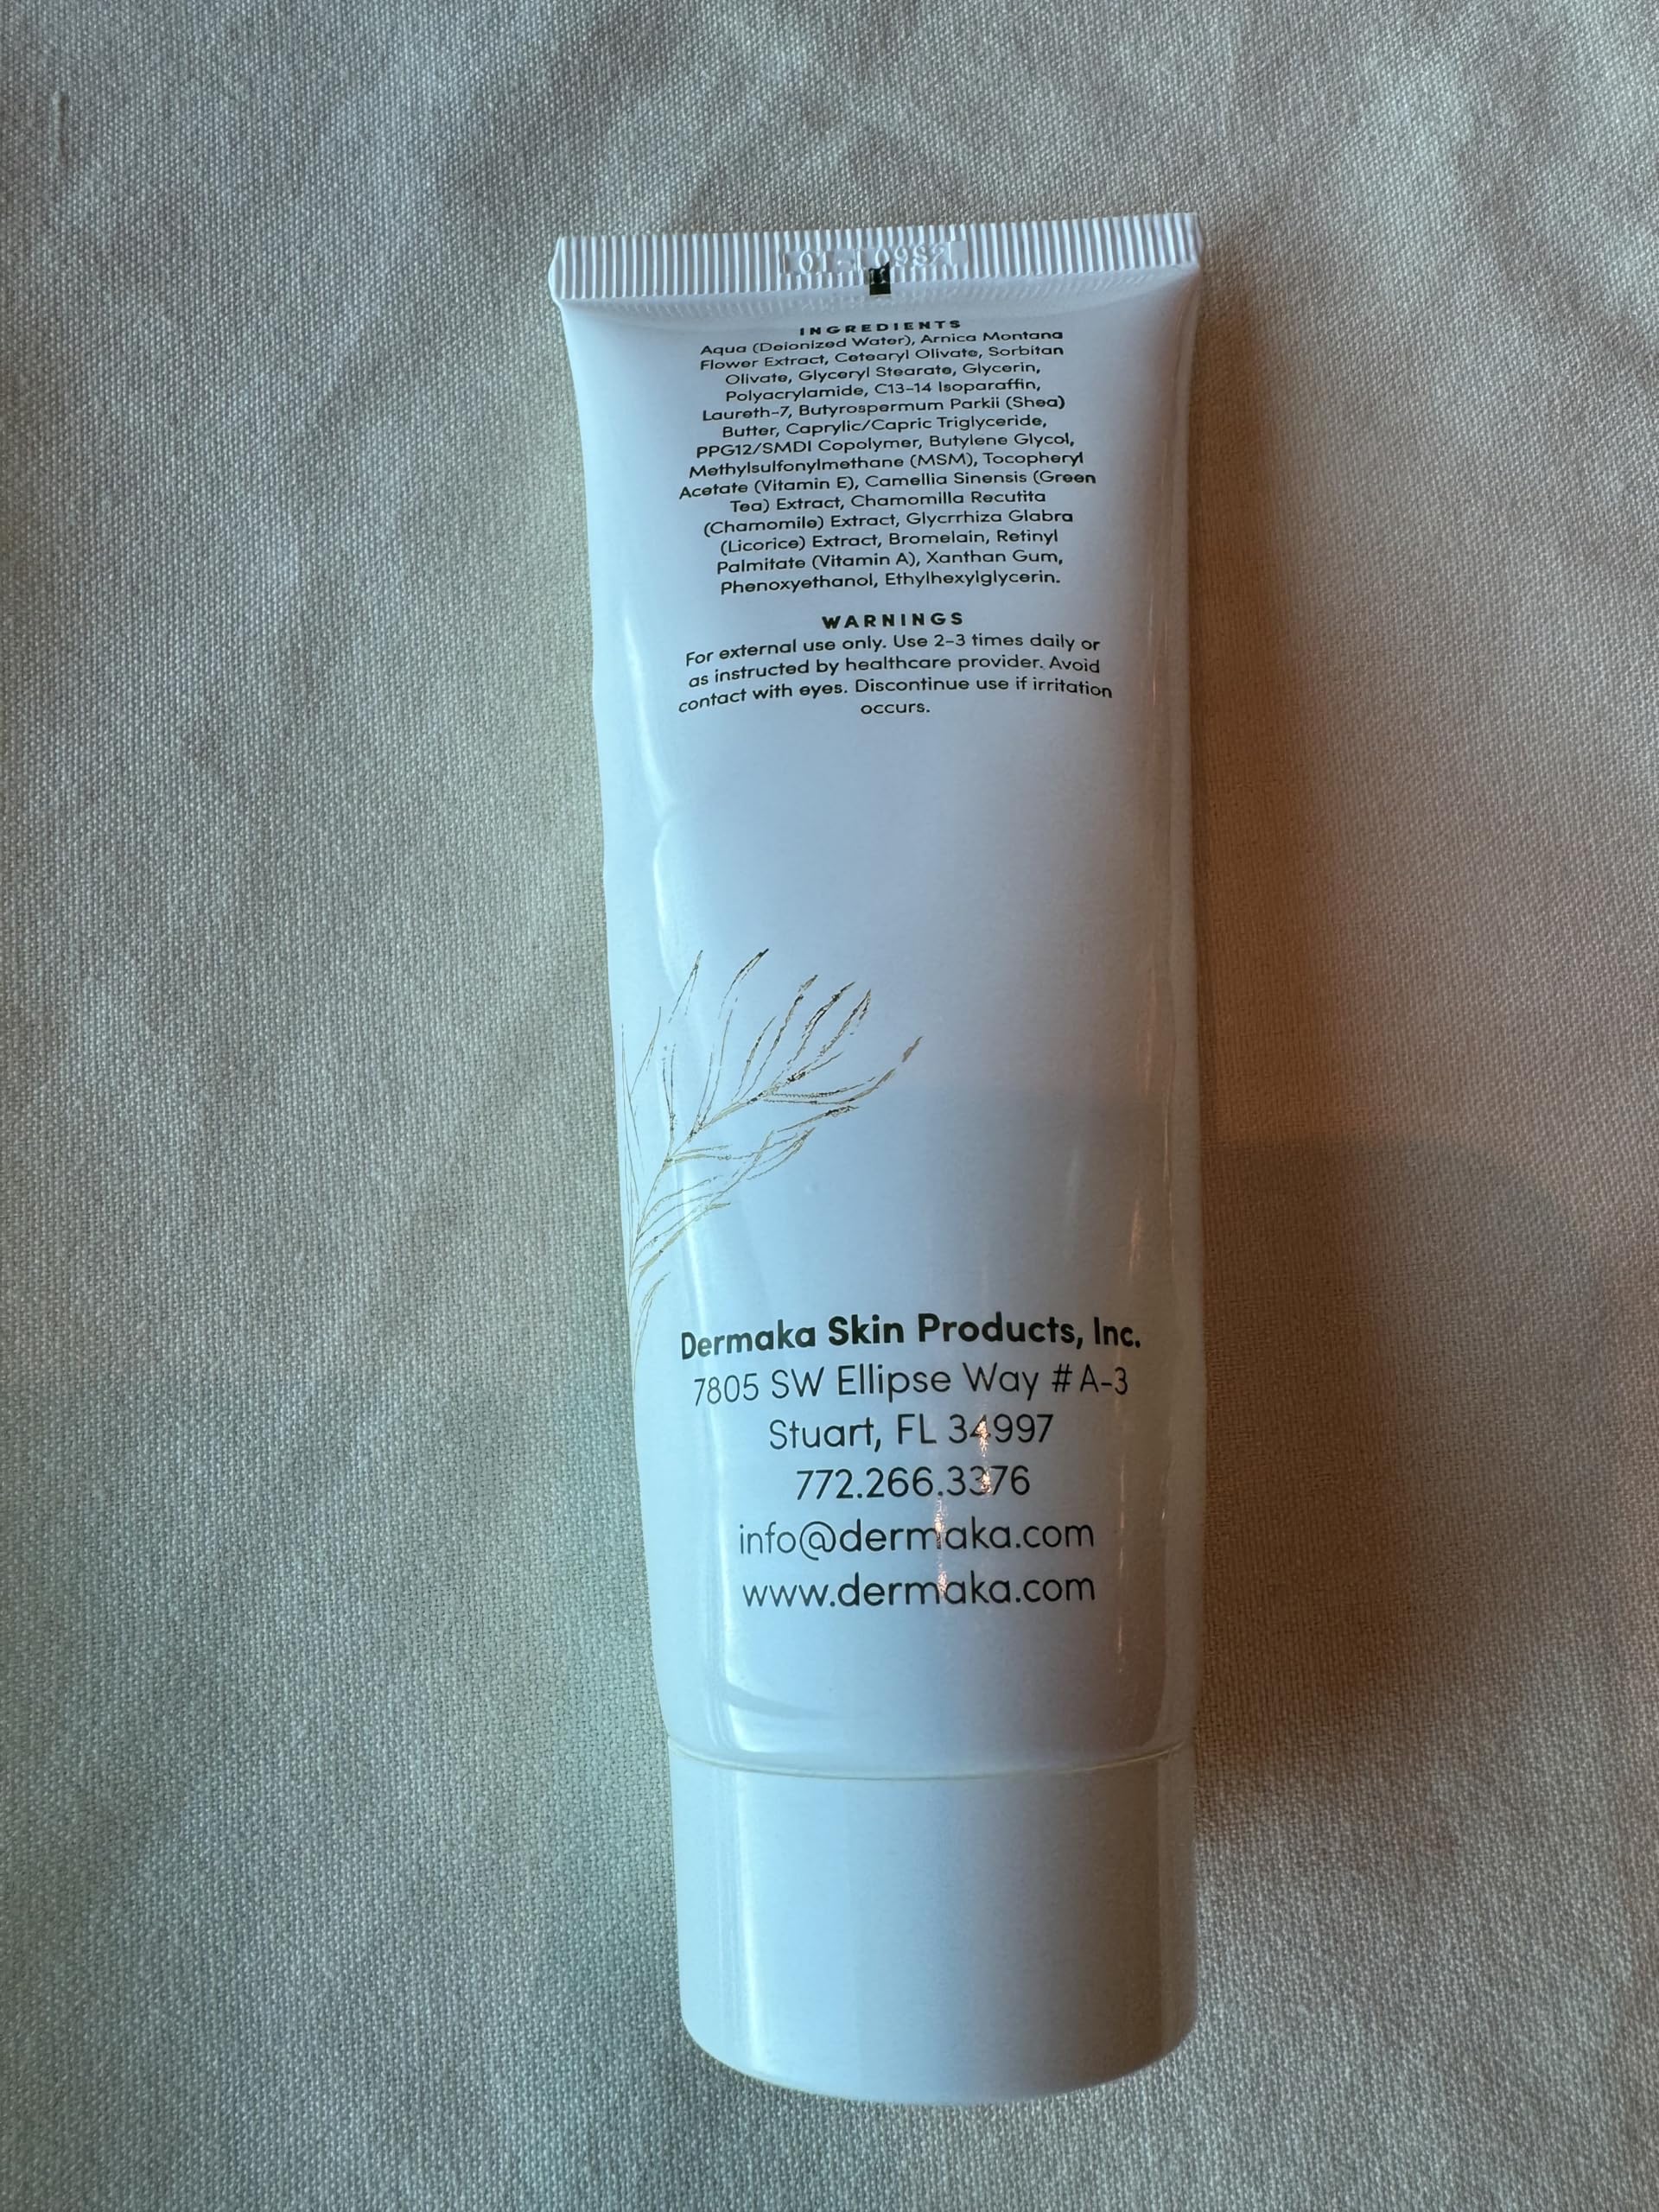 INGREDIENTS
Aqua (Deionized Water), Arnica Montana
Flower Extract, Cetearyl Olivate, Sorbitan
Olivate, Glyceryl Stearate, Glycerin,
Polyacrylamide, C13-14 Isoparaffin,
Laureth-7, Butyrospermum Parkii (Shea)
Butter, Caprylic/Capric Triglyceride,
PPG12/SMDI Copolymer, Butylene Glycol,
Methylsulfonylmethane (MSM), Tocopheryl
Acetate (Vitamin E), Camellia Sinensis (Green
Tea) Extract, Chamomilla Recutita
(Chamomile) Extract, Glycrrhiza Glabra
(Licorice) Extract, Bromelain, Retinyl
Palmitate (Vitamin A), Xanthan Gum,
Phenoxyethanol, Ethylhexylglycerin.
WARNINGS
For external use only. Use 2-3 times daily or
as instructed by healthcare provider. Avoid
contact with eyes. Discontinue use if irritation
occurs.
Dermaka Skin Products, Inc.
7805 SW Ellipse Way #A-3
Stuart, FL 34997
772.266.3376
info@dermaka.com
www.dermaka.com